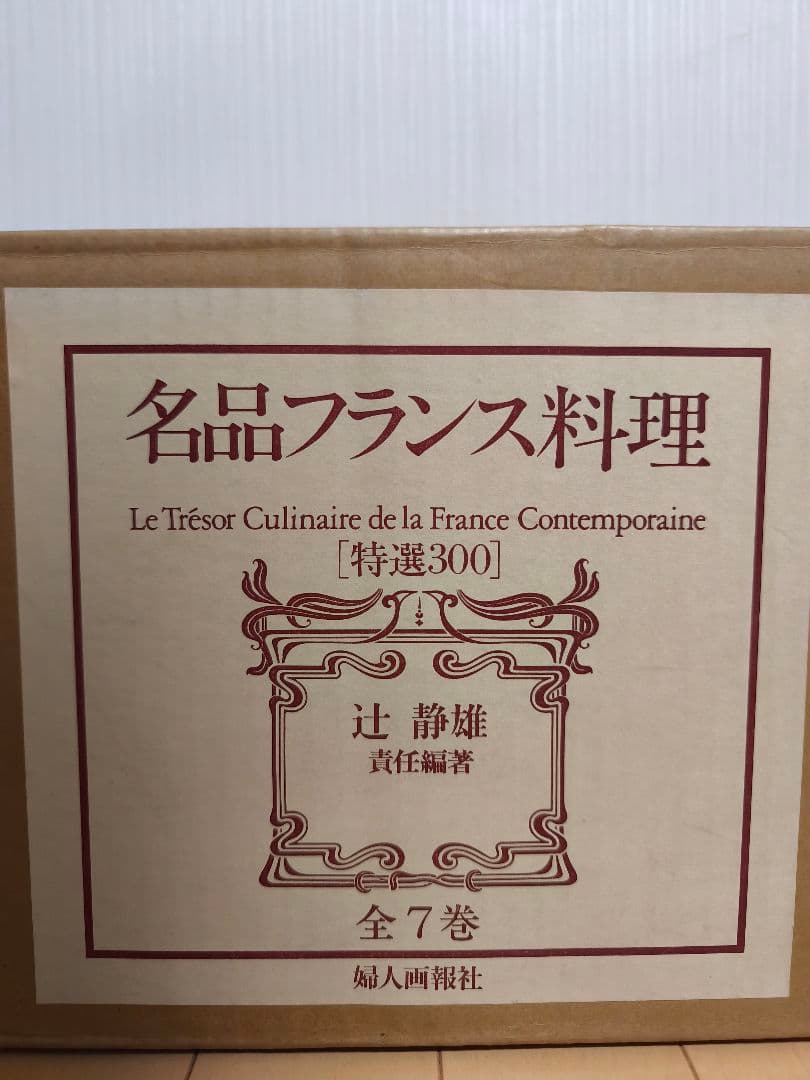 名品フランス料理
Le Trésor Culinaire de la France Contemporaine
[特選300]
辻 静雄
責任編著
全7巻
婦人画報社